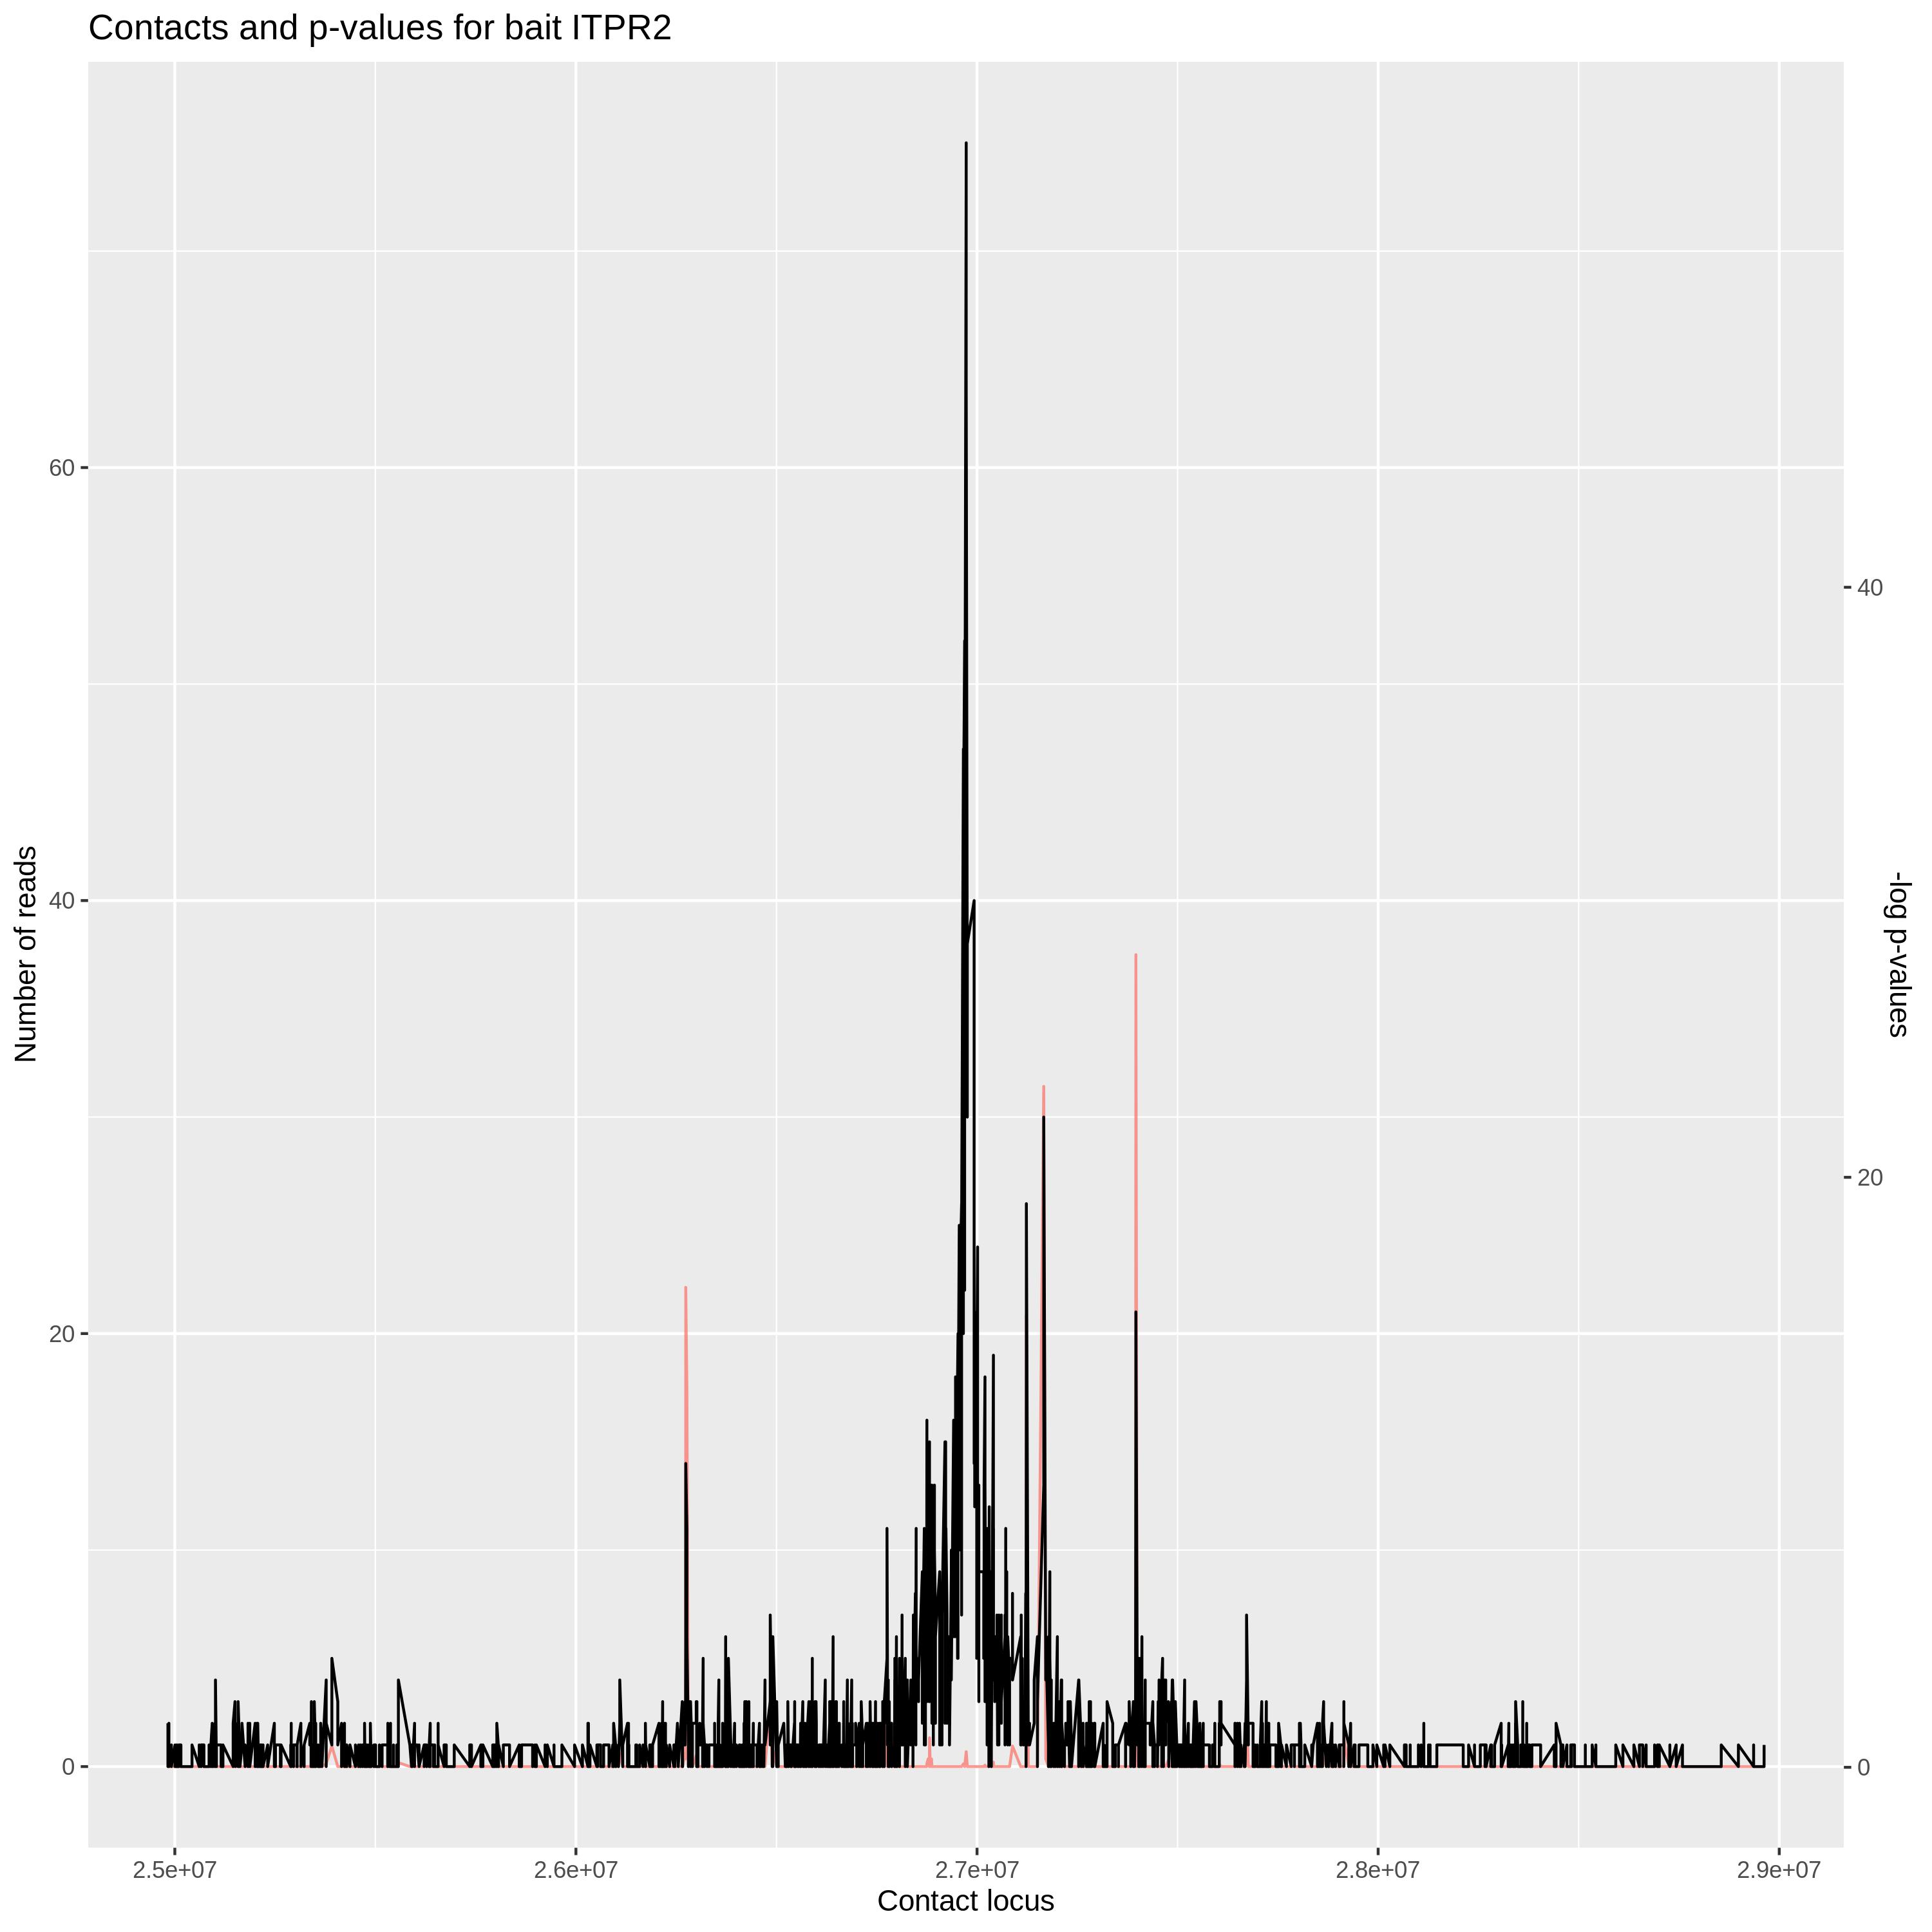 Contacts and p-values for bait ITPR2
Number of reads
60
40
20
0
40
20
0
-log p-values
2.5e+07
2.6e+07
2.7e+07
2.8e+07
2.9e+07
Contact locus